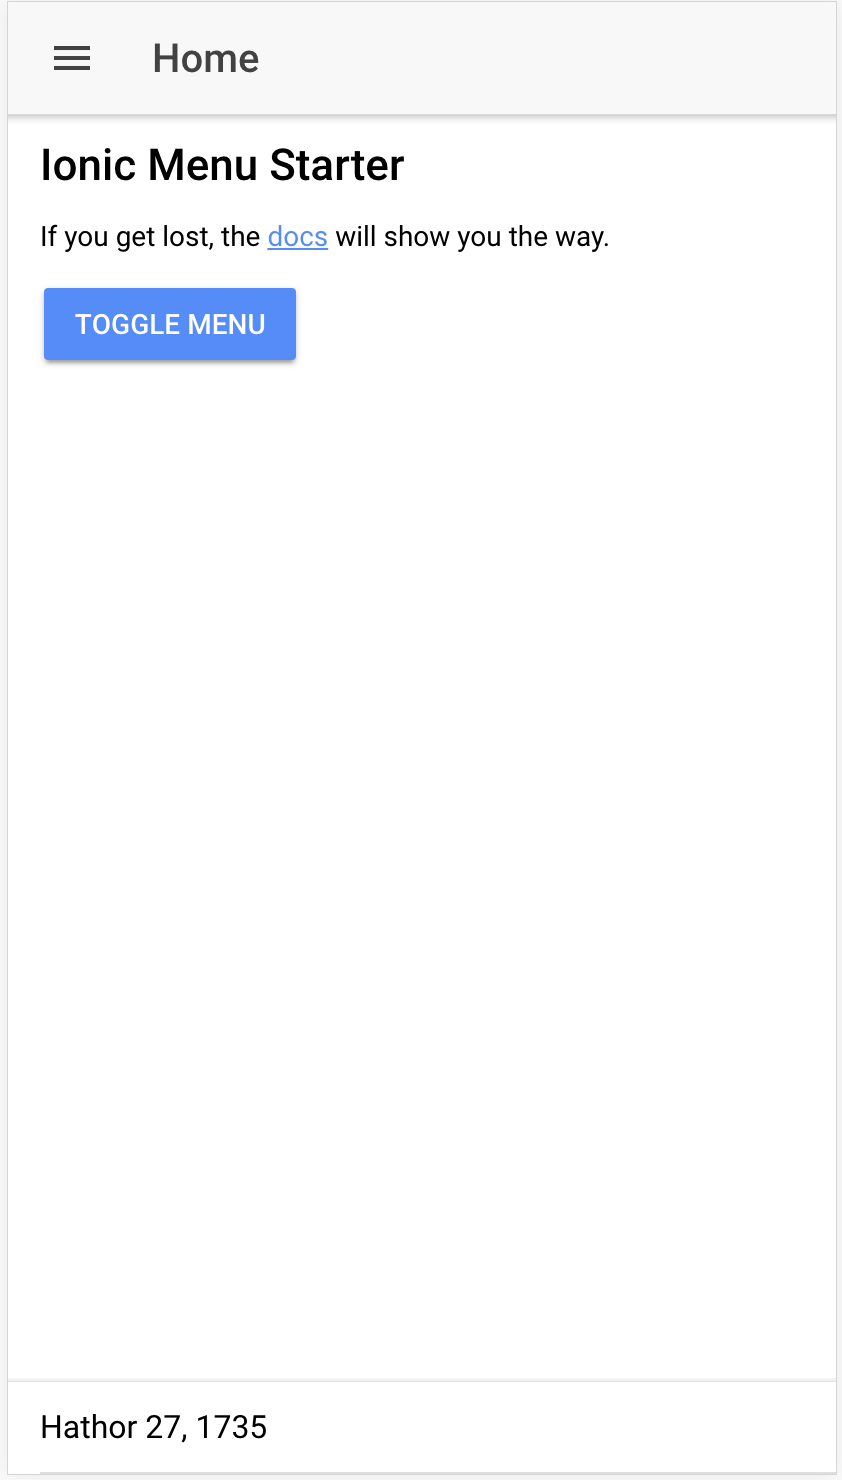 Home
Ionic Menu Starter
If you get lost, the docs will show you the way.
TOGGLE MENU
Hathor 27, 1735